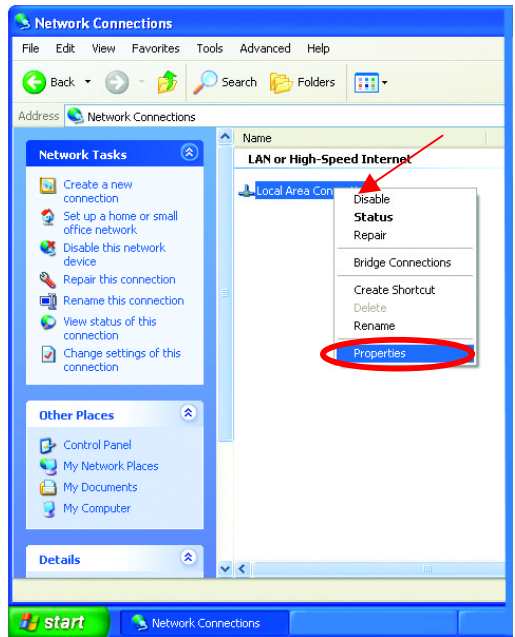 Network Connections
File Edit View Favorites Tools Advanced Help
Back Search Folders
Address Network Connections
Name
Network Tasks
LAN or High-Speed Internet
Create a new
connection
Set up a home or small
office network
Disable this network
device
Repair this connection
Rename this connection
View status of this
connection
Change settings of this
connection
Local Area
Disable
Status
Repair
Bridge Connections
Create Shortcut
Delete
Rename
Properties
Other Places
Control Panel
My Network Places
My Documents
My Computer
Details
start Network Connections